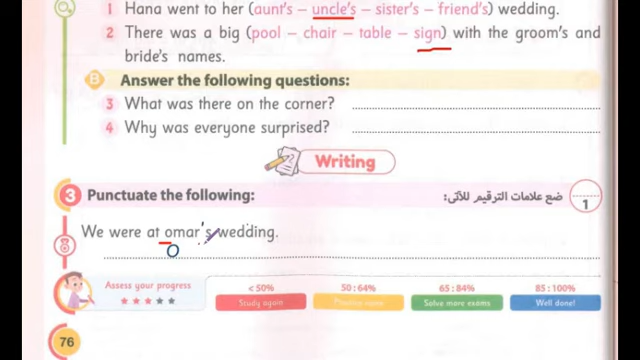 1 Hana went to her (aunt's – uncle's – sister's – friend's) wedding.
2 There was a big (pool – chair – table – sign) with the groom's and
bride's names.
B Answer the following questions:
3 What was there on the corner?
4 Why was everyone surprised?
Writing
3 Punctuate the following: ضع علامات الترقيم للآتى:
1
We were at omar's wedding.
O
Assess your progress
< 50% 50 : 64% 65 : 84% 85 : 100%
Study again Practise more Solve more exams Well done!
76